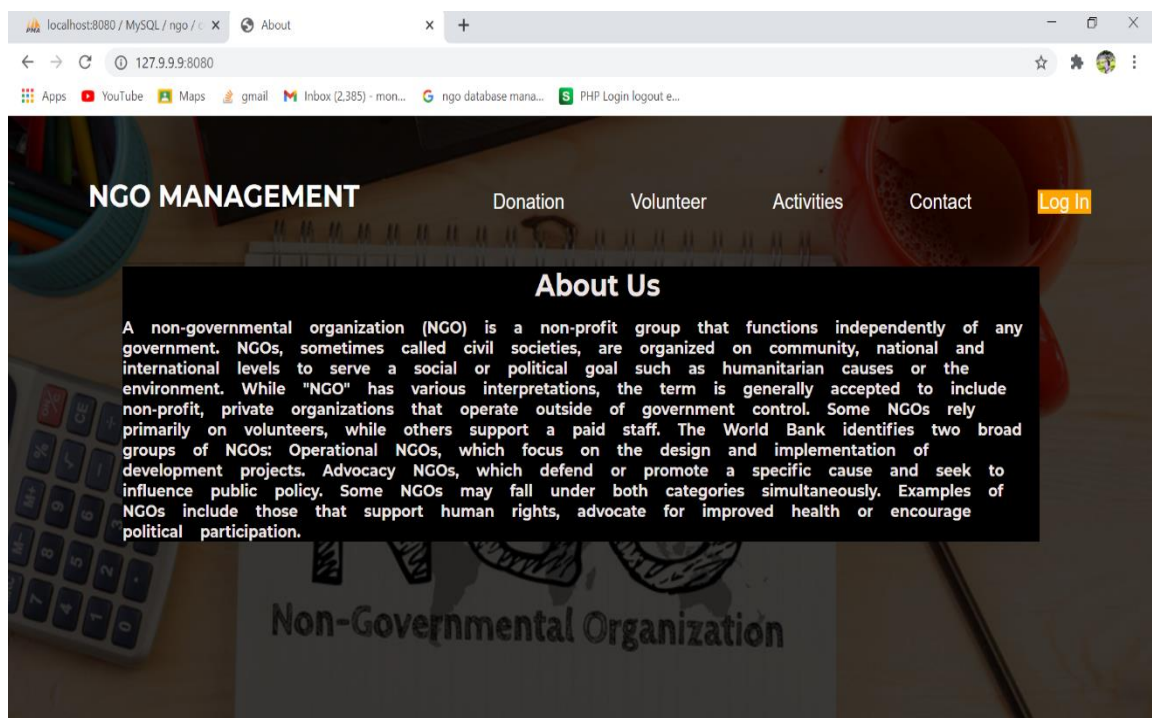 localhost:8080 / MySQL / ngo / c
About
127.9.9.9:8080
Apps YouTube Maps gmail Inbox (2,385) - mon... ngo database mana... PHP Login logout e...
NGO MANAGEMENT Donation Volunteer Activities Contact Log In
About Us
A non-governmental organization (NGO) is a non-profit group that functions independently of any
government. NGOs, sometimes called civil societies, are organized on community, national and
international levels to serve a social or political goal such as humanitarian causes or the
environment. While "NGO" has various interpretations, the term is generally accepted to include
non-profit, private organizations that operate outside of government control. Some NGOs rely
primarily on volunteers, while others support a paid staff. The World Bank identifies two broad
groups of NGOs: Operational NGOs, which focus on the design and implementation of
development projects. Advocacy NGOs, which defend or promote a specific cause and seek to
influence public policy. Some NGOs may fall under both categories simultaneously. Examples of
NGOs include those that support human rights, advocate for improved health or encourage
political participation.
NGO
Non-Governmental Organization